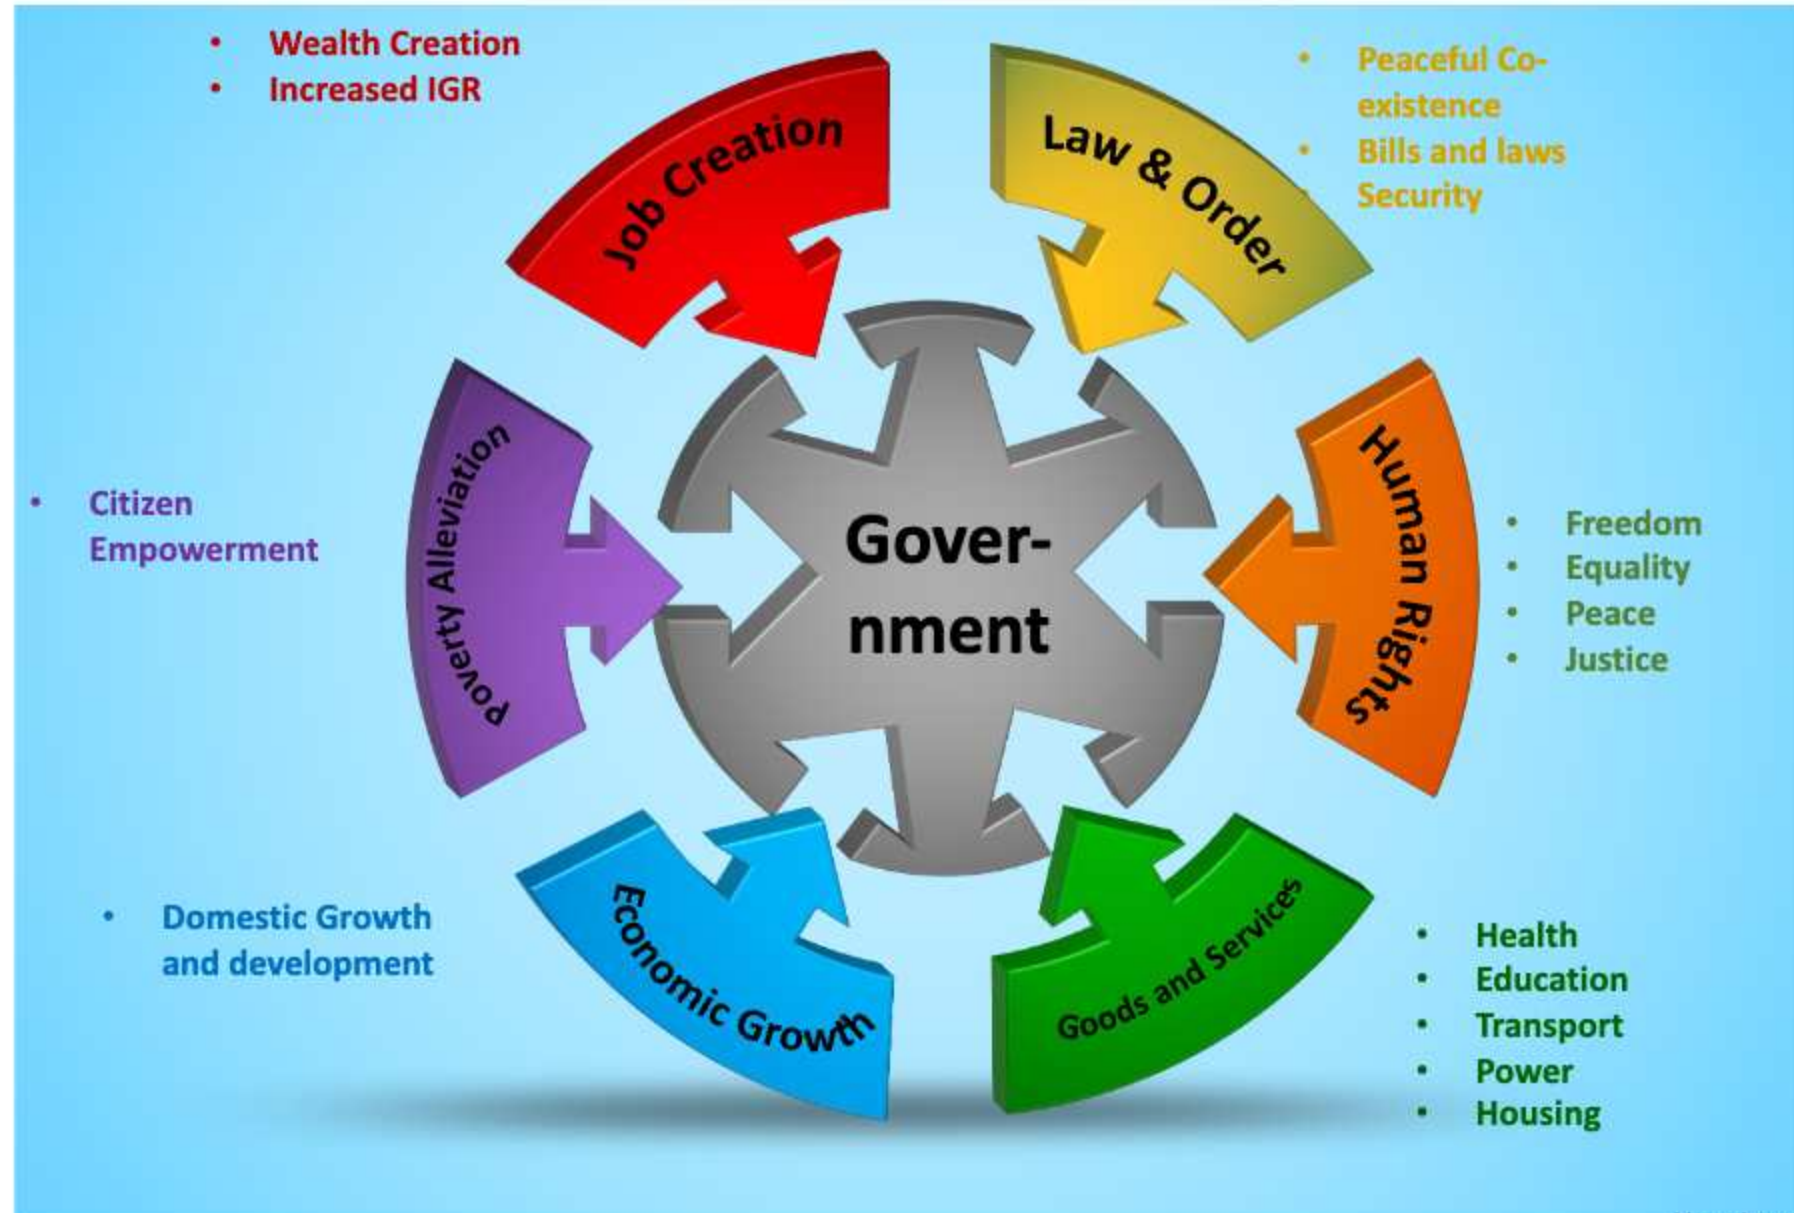 • Wealth Creation
• Increased IGR
Job Creation
Law & Order
• Peaceful Co-
existence
• Bills and laws
• Security
Poverty Alleviation
• Citizen
Empowerment
Gover-
nment
Human Rights
• Freedom
• Equality
• Peace
• Justice
Economic Growth
• Domestic Growth
and development
Goods and Services
• Health
• Education
• Transport
• Power
• Housing